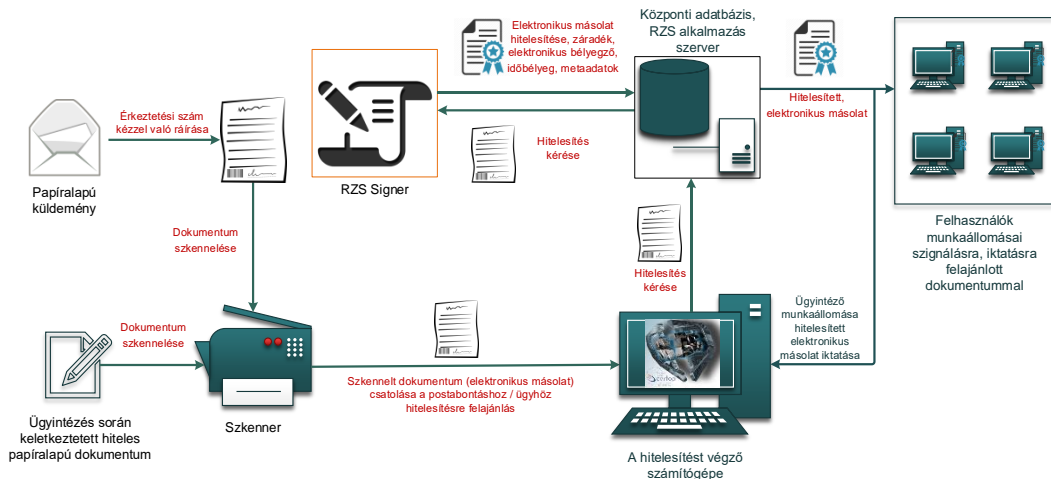 Elektronikus másolat
hitelesítése, záradék,
elektronikus bélyegző,
időbélyeg, metaadatok
Központi adatbázis,
RZS alkalmazás
szerver
Érkeztetési szám
kézzel való ráírása
Hitelesítés
kérése
Hitelesített,
elektronikus másolat
Papíralapú
küldemény
RZS Signer
Felhasználók
munkaállomásai
szignálásra, iktatásra
felajánlott
dokumentummal
Dokumentum
szkennelése
Hitelesítés
kérése
Ügyintéző
munkaállomása
hitelesített
elektronikus
másolat iktatása
Dokumentum
szkennelése
certop
Szkennelt dokumentum (elektronikus másolat)
csatolása a postabontáshoz / ügyhöz
hitelesítésre felajánlás
Ügyintézés során
keletkeztetett hiteles
papíralapú dokumentum
Szkenner
A hitelesítést végző
számítógépe